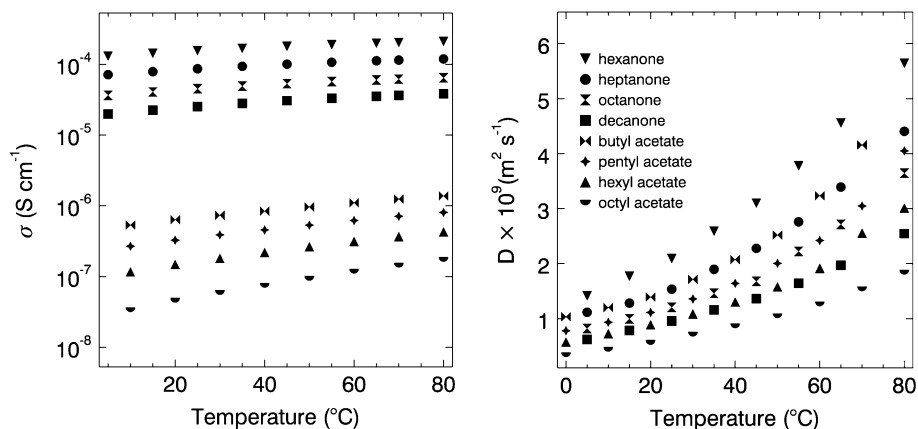 σ (S cm⁻¹)
10⁻⁴
10⁻⁵
10⁻⁶
10⁻⁷
10⁻⁸
20 40 60 80
Temperature (°C)
D × 10⁹(m² s⁻¹)
6
5
4
3
2
1
hexanone
heptanone
octanone
decanone
butyl acetate
pentyl acetate
hexyl acetate
octyl acetate
0 20 40 60 80
Temperature (°C)